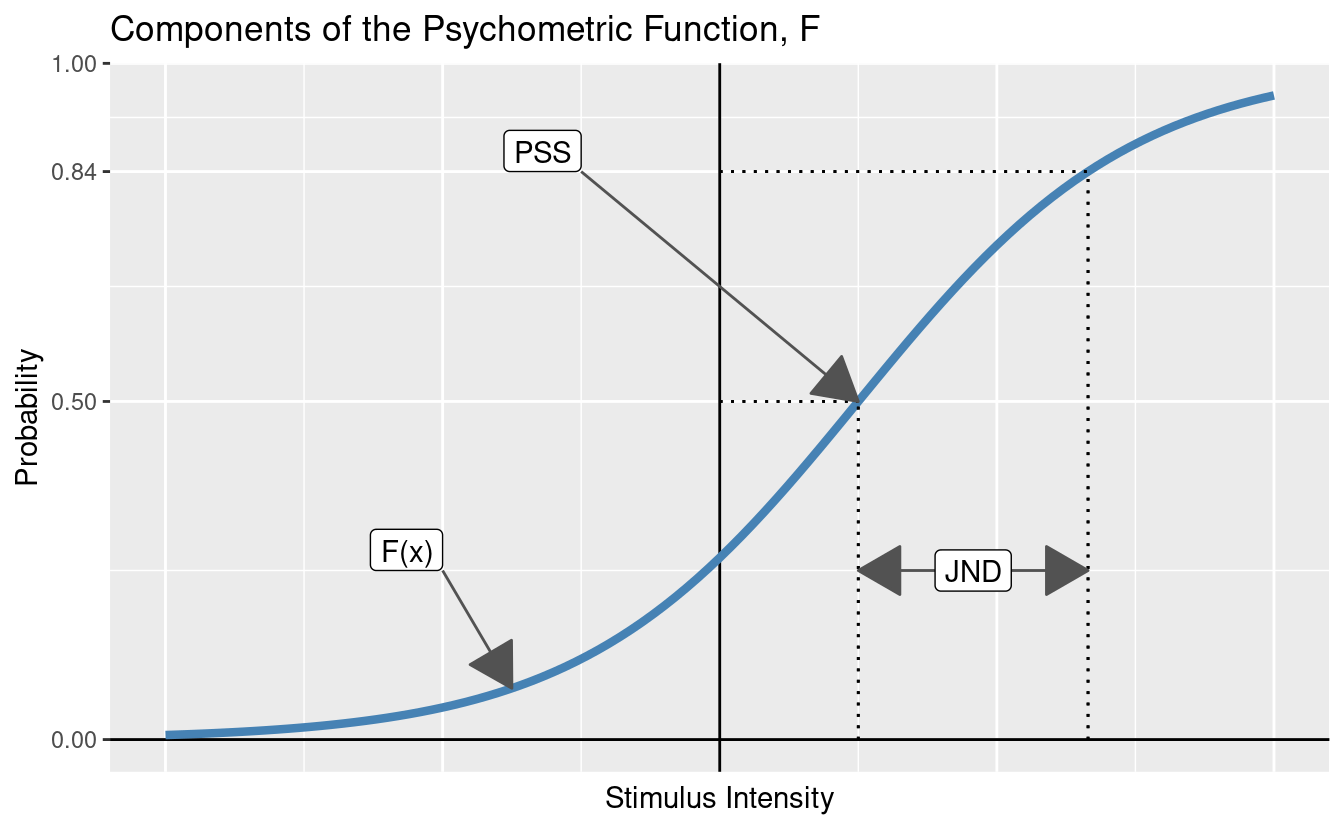 Components of the Psychometric Function, F
1.00
PSS
0.84
Probability
0.50
F(x)
JND
0.00
Stimulus Intensity